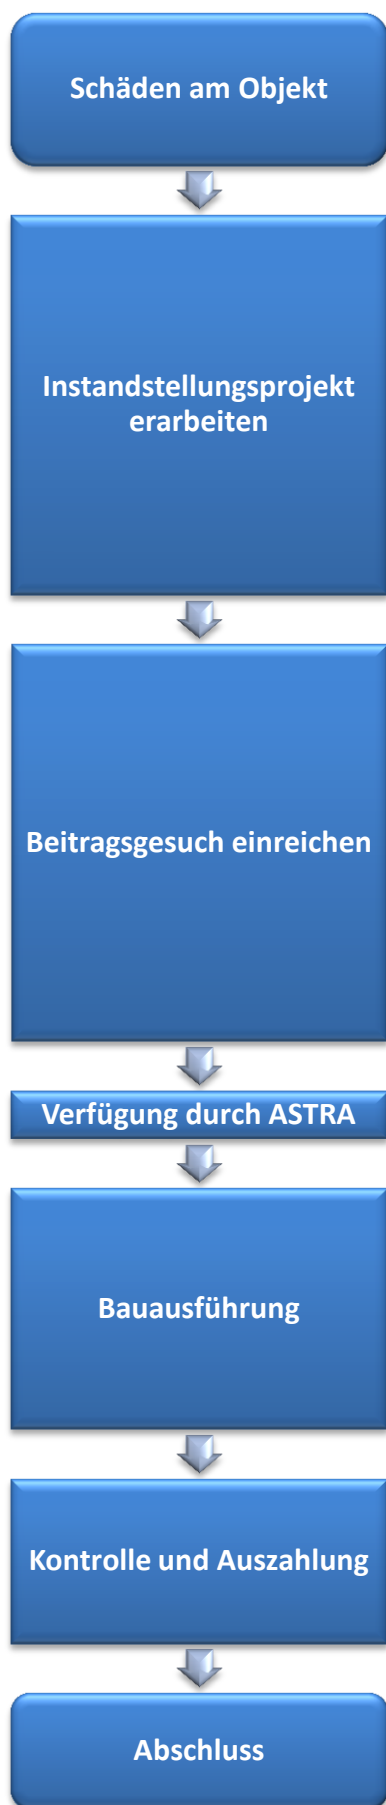 Schäden am Objekt
Instandstellungsprojekt
erarbeiten
Beitragsgesuch einreichen
Verfügung durch ASTRA
Bauausführung
Kontrolle und Auszahlung
Abschluss